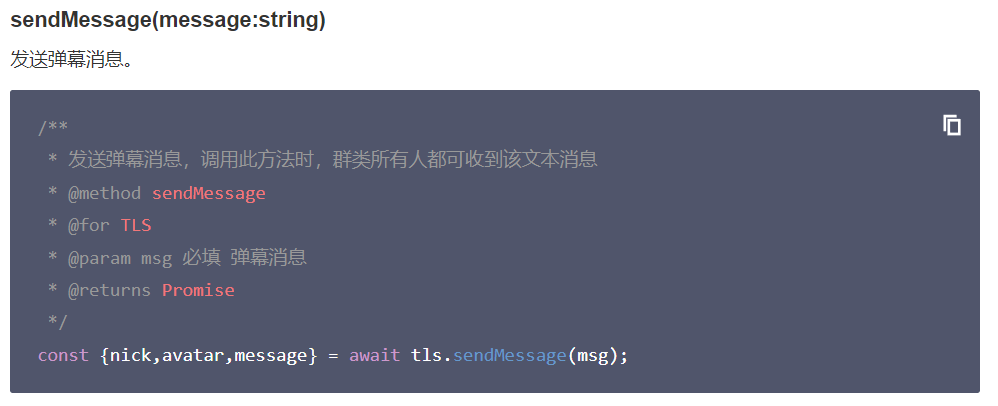 sendMessage(message:string)
发送弹幕消息。
/**
 * 发送弹幕消息，调用此方法时，群类所有人都可收到该文本消息
 * @method sendMessage
 * @for TLS
 * @param msg 必填 弹幕消息
 * @returns Promise
 */
const {nick,avatar,message} = await tls.sendMessage(msg);